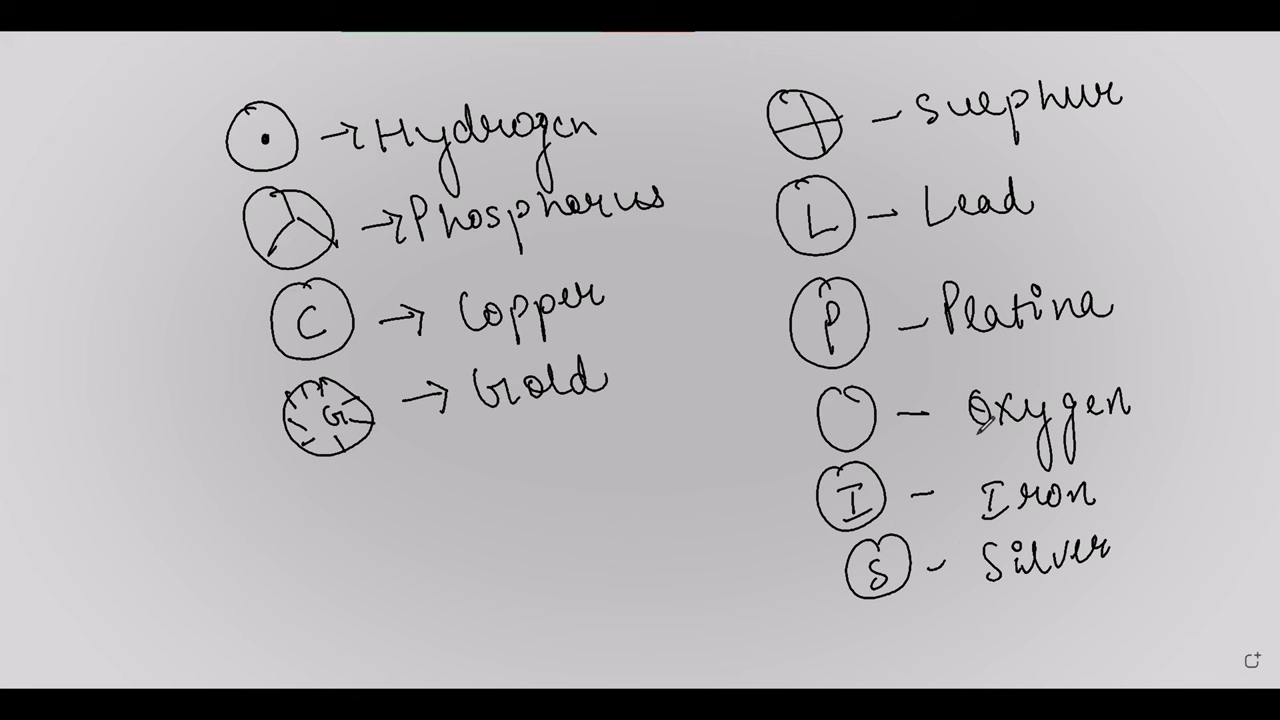 → Hydrogen
→ Phosphorus
C → Copper
G → Gold
- Sulphur
L - Lead
P - Platina
- Oxygen
I - Iron
S - Silver